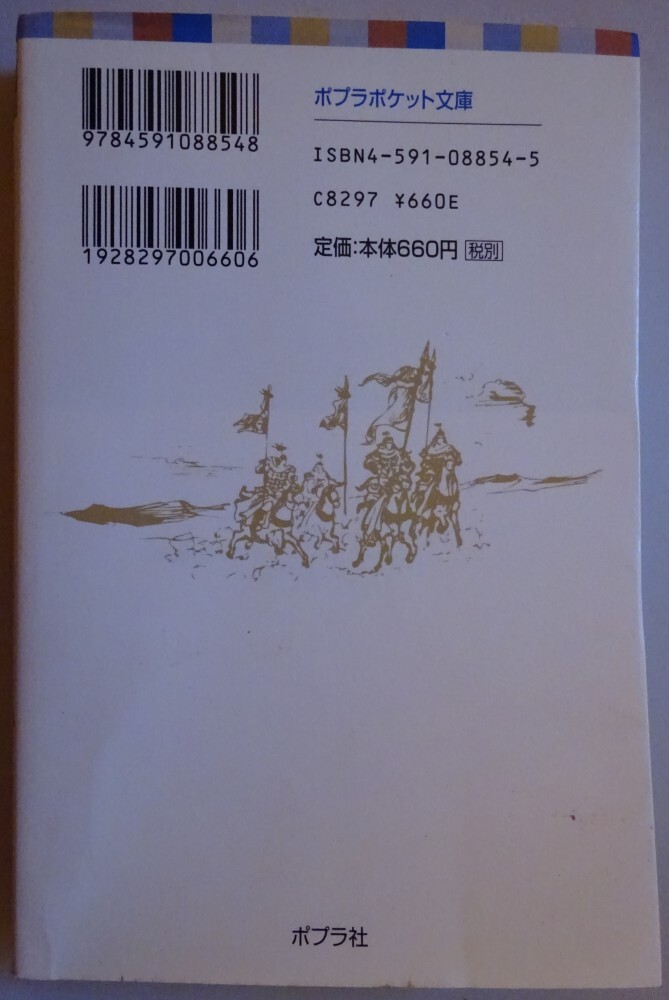 9784591088548
1928297006606
ポプラポケット文庫
ISBN4-591-08854-5
C8297 ¥660E
定価:本体660円 税別
ポプラ社